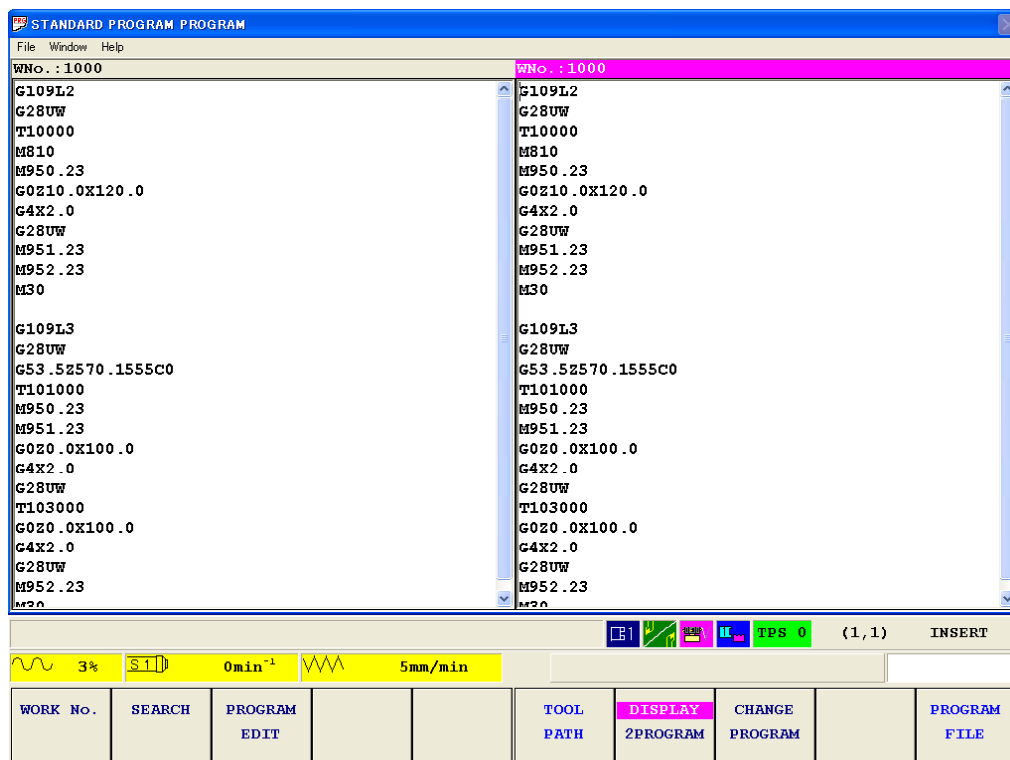 PRG STANDARD PROGRAM PROGRAM
File Window Help
WNo.:1000
G109L2
G28UW
T10000
M810
M950.23
G0Z10.0X120.0
G4X2.0
G28UW
M951.23
M952.23
M30
G109L3
G28UW
G53.5Z570.1555C0
T101000
M950.23
M951.23
G0Z0.0X100.0
G4X2.0
G28UW
T103000
G0Z0.0X100.0
G4X2.0
G28UW
M952.23
M30
WNo.:1000
G109L2
G28UW
T10000
M810
M950.23
G0Z10.0X120.0
G4X2.0
G28UW
M951.23
M952.23
M30
G109L3
G28UW
G53.5Z570.1555C0
T101000
M950.23
M951.23
G0Z0.0X100.0
G4X2.0
G28UW
T103000
G0Z0.0X100.0
G4X2.0
G28UW
M952.23
M30
1 TPS 0 (1,1) INSERT
3% S1 0min⁻¹ 5mm/min
WORK No.
SEARCH
PROGRAM
EDIT
TOOL
PATH
DISPLAY
2PROGRAM
CHANGE
PROGRAM
PROGRAM
FILE